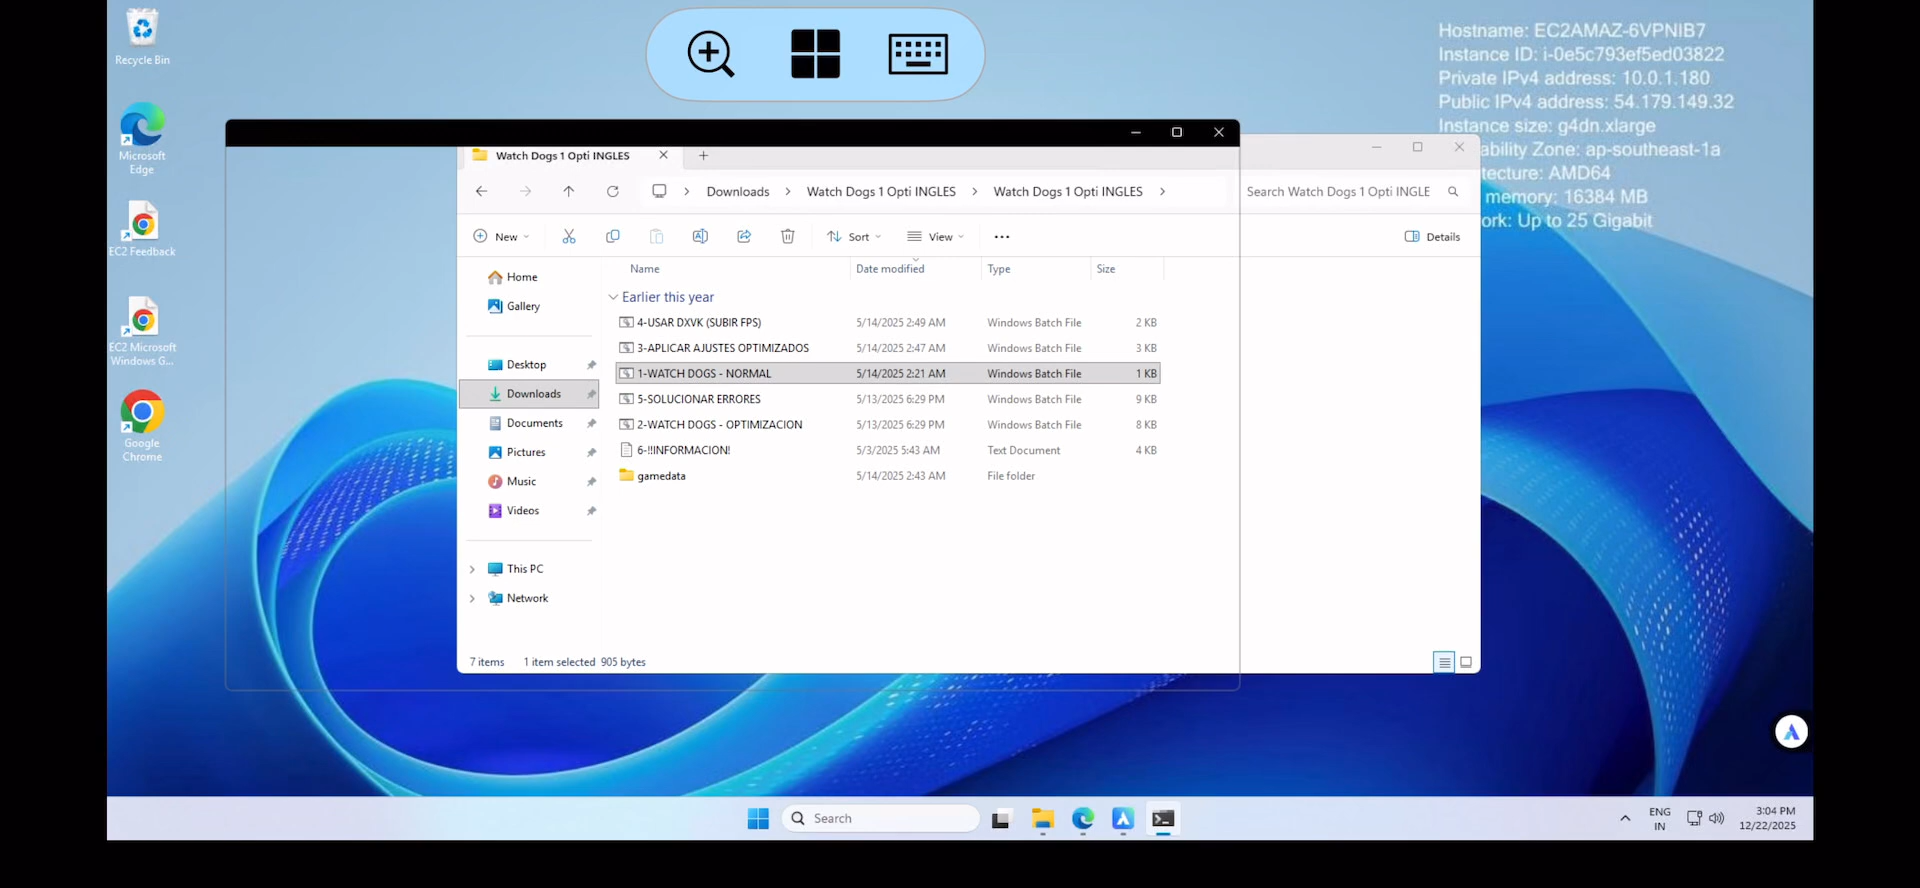 Recycle Bin
Microsoft
Edge
EC2 Feedback
EC2 Microsoft
Windows G...
Google
Chrome
Hostname: EC2AMAZ-6VPNIB7
Instance ID: i-0e5c793ef5ed03822
Private IPv4 address: 10.0.1.180
Public IPv4 address: 54.179.149.32
Instance size: g4dn.xlarge
ability Zone: ap-southeast-1a
tecture: AMD64
memory: 16384 MB
ork: Up to 25 Gigabit
Watch Dogs 1 Opti INGLES
Downloads > Watch Dogs 1 Opti INGLES > Watch Dogs 1 Opti INGLES >
Search Watch Dogs 1 Opti INGLE
New
Sort
View
Details
Home
Gallery
Desktop
Downloads
Documents
Pictures
Music
Videos
This PC
Network
Name Date modified Type Size
Earlier this year
4-USAR DXVK (SUBIR FPS) 5/14/2025 2:49 AM Windows Batch File 2 KB
3-APLICAR AJUSTES OPTIMIZADOS 5/14/2025 2:47 AM Windows Batch File 3 KB
1-WATCH DOGS - NORMAL 5/14/2025 2:21 AM Windows Batch File 1 KB
5-SOLUCIONAR ERRORES 5/13/2025 6:29 PM Windows Batch File 9 KB
2-WATCH DOGS - OPTIMIZACION 5/13/2025 6:29 PM Windows Batch File 8 KB
6-!!INFORMACION! 5/3/2025 5:43 AM Text Document 4 KB
gamedata 5/14/2025 2:43 AM File folder
7 items 1 item selected 905 bytes
Search
ENG
IN
3:04 PM
12/22/2025